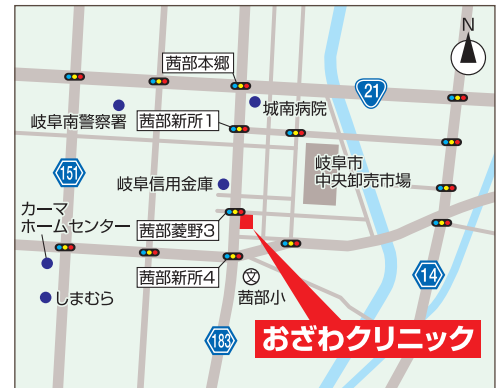 N
茜部本郷
21
城南病院
岐阜南警察署
茜部新所1
岐阜市
中央卸売市場
151
岐阜信用金庫
カーマ
ホームセンター
茜部菱野3
茜部新所4
文
茜部小
14
しまむら
183
おざわクリニック